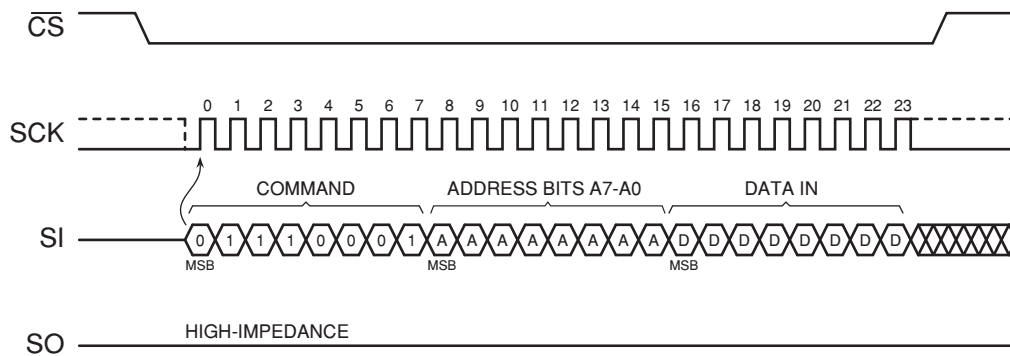 CS
0 1 2 3 4 5 6 7 8 9 10 11 12 13 14 15 16 17 18 19 20 21 22 23
SCK
COMMAND ADDRESS BITS A7-A0 DATA IN
SI 0 1 1 1 0 0 0 1 A A A A A A A A D D D D D D D D
MSB MSB MSB
HIGH-IMPEDANCE
SO